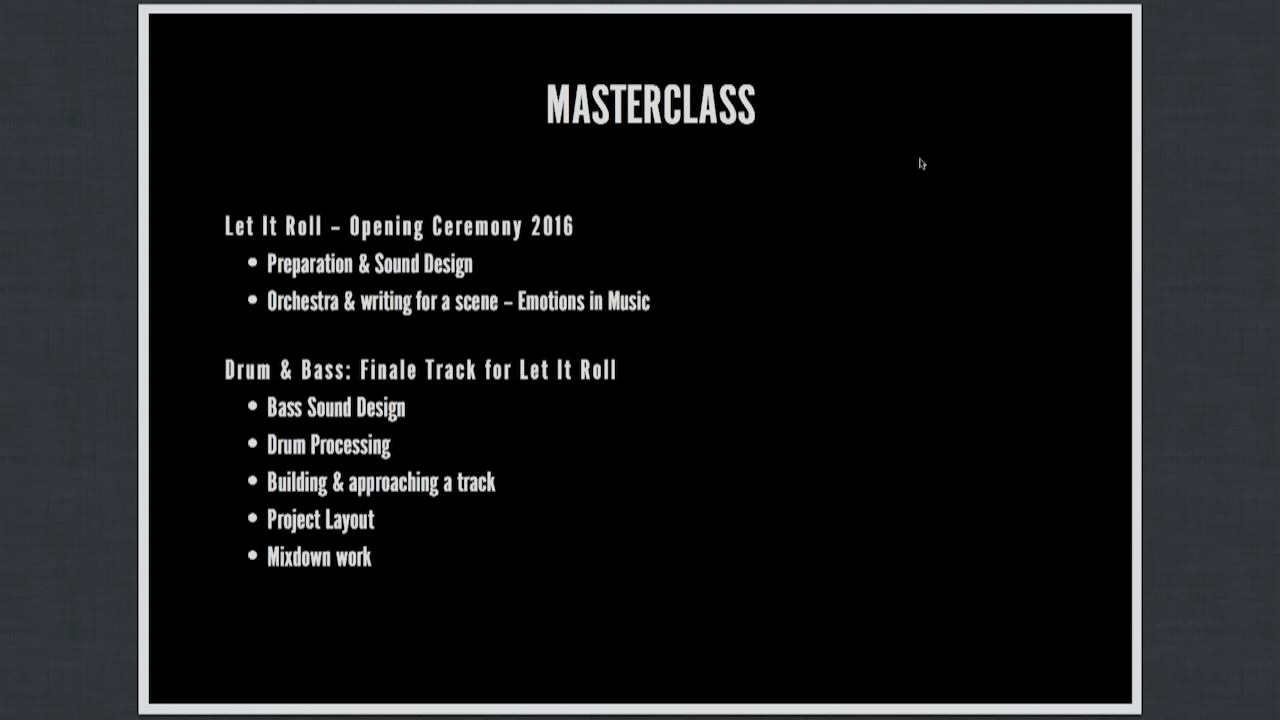 MASTERCLASS
Let It Roll – Opening Ceremony 2016
• Preparation & Sound Design
• Orchestra & writing for a scene – Emotions in Music
Drum & Bass: Finale Track for Let It Roll
• Bass Sound Design
• Drum Processing
• Building & approaching a track
• Project Layout
• Mixdown work